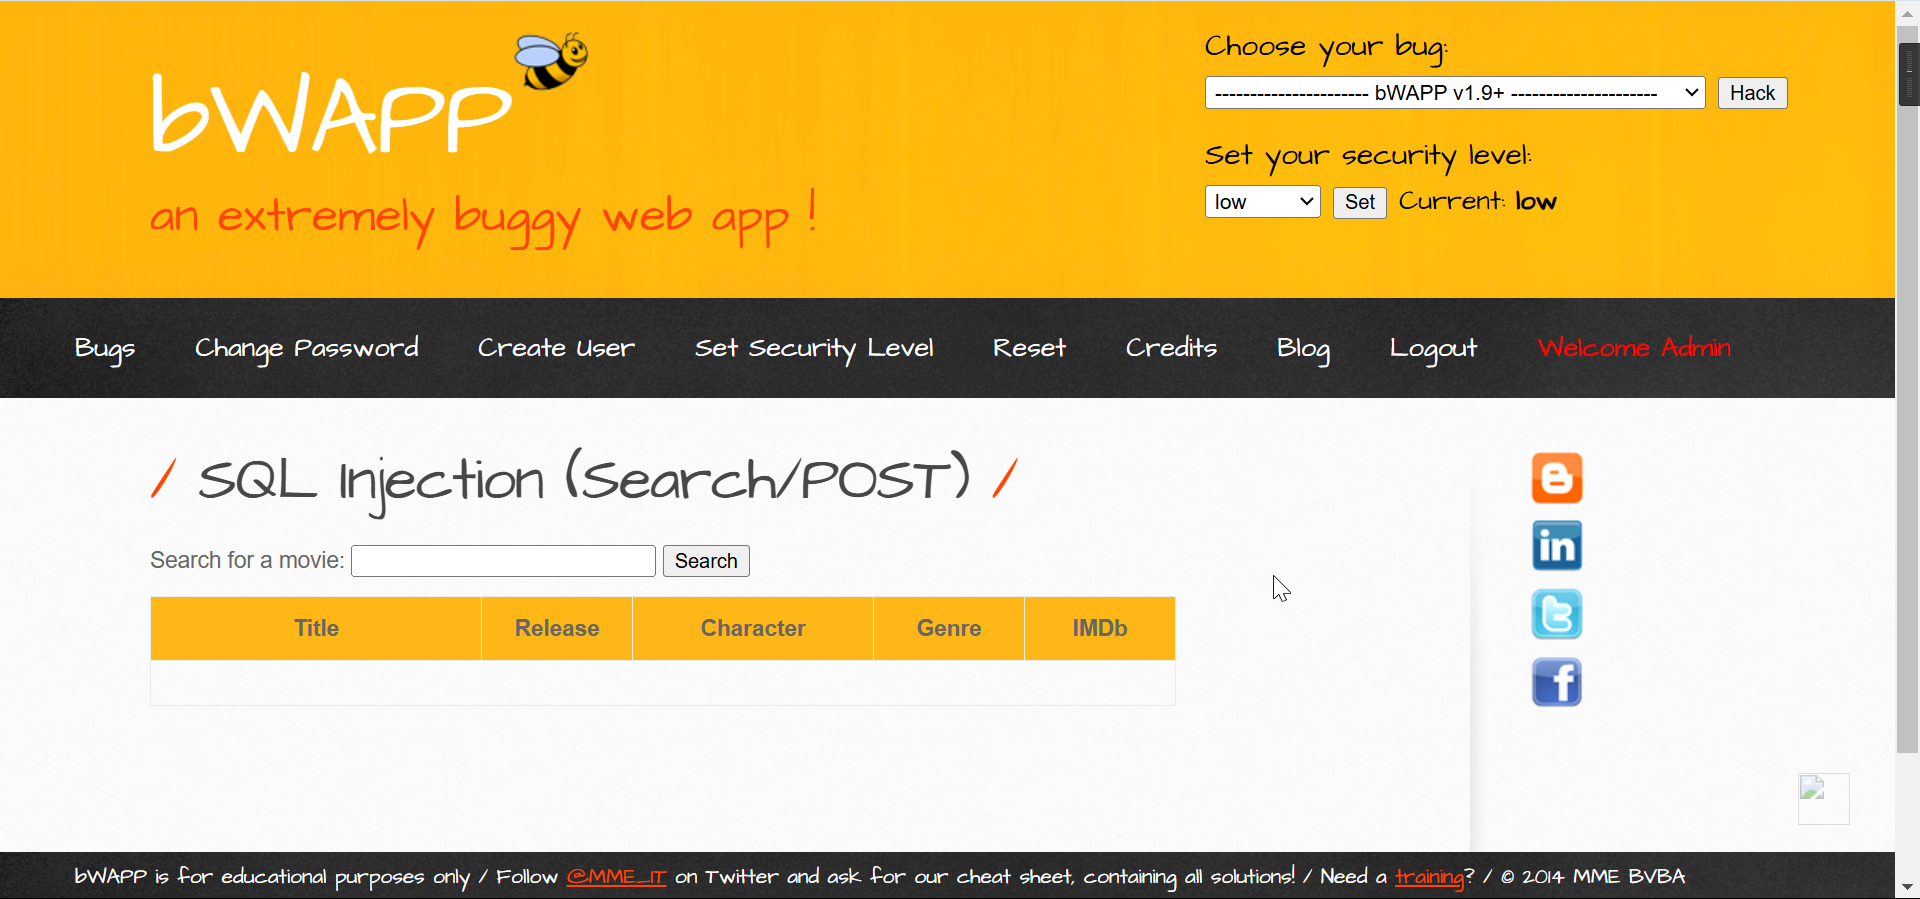 bWAPP
an extremely buggy web app !
Choose your bug:
---------------------- bWAPP v1.9+ --------------------- Hack
Set your security level:
low Set Current: low
Bugs Change Password Create User Set Security Level Reset Credits Blog Logout Welcome Admin
/ SQL Injection (Search/POST) /
Search for a movie: Search
Title Release Character Genre IMDb
bWAPP is for educational purposes only / Follow @MME_IT on Twitter and ask for our cheat sheet, containing all solutions! / Need a training? / © 2014 MME BVBA